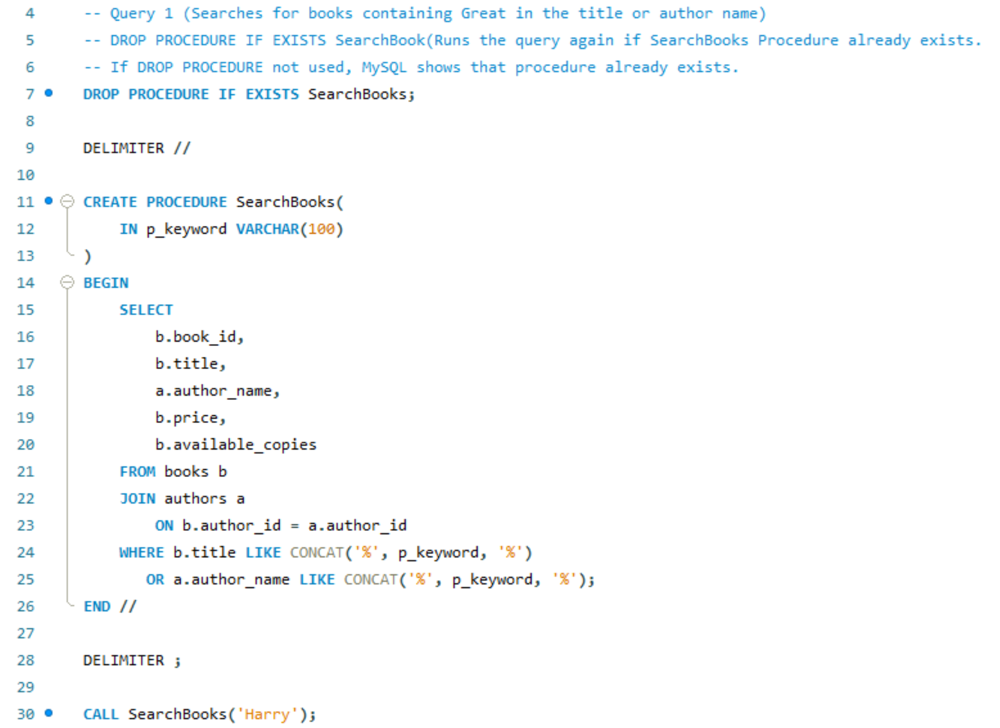 4 -- Query 1 (Searches for books containing Great in the title or author name)
5 -- DROP PROCEDURE IF EXISTS SearchBook(Runs the query again if SearchBooks Procedure already exists.
6 -- If DROP PROCEDURE not used, MySQL shows that procedure already exists.
7 DROP PROCEDURE IF EXISTS SearchBooks;
8
9 DELIMITER //
10
11 CREATE PROCEDURE SearchBooks(
12 IN p_keyword VARCHAR(100)
13 )
14 BEGIN
15 SELECT
16 b.book_id,
17 b.title,
18 a.author_name,
19 b.price,
20 b.available_copies
21 FROM books b
22 JOIN authors a
23 ON b.author_id = a.author_id
24 WHERE b.title LIKE CONCAT('%', p_keyword, '%')
25 OR a.author_name LIKE CONCAT('%', p_keyword, '%');
26 END //
27
28 DELIMITER ;
29
30 CALL SearchBooks('Harry');